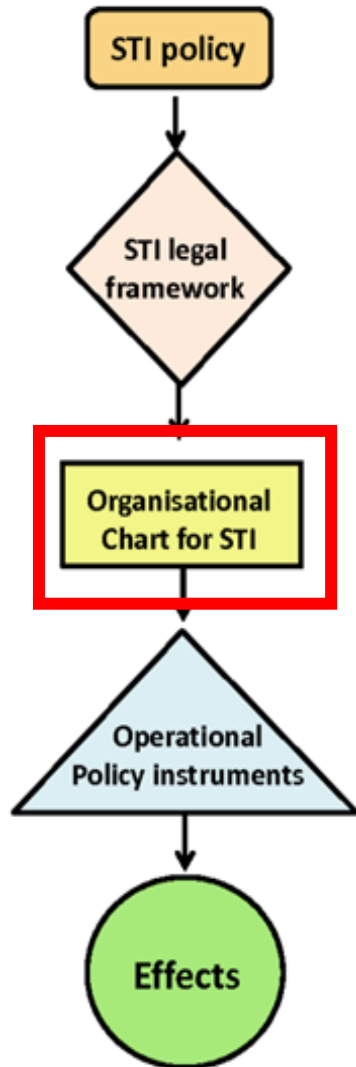 STI policy
STI legal
framework
Organisational
Chart for STI
Operational
Policy instruments
Effects